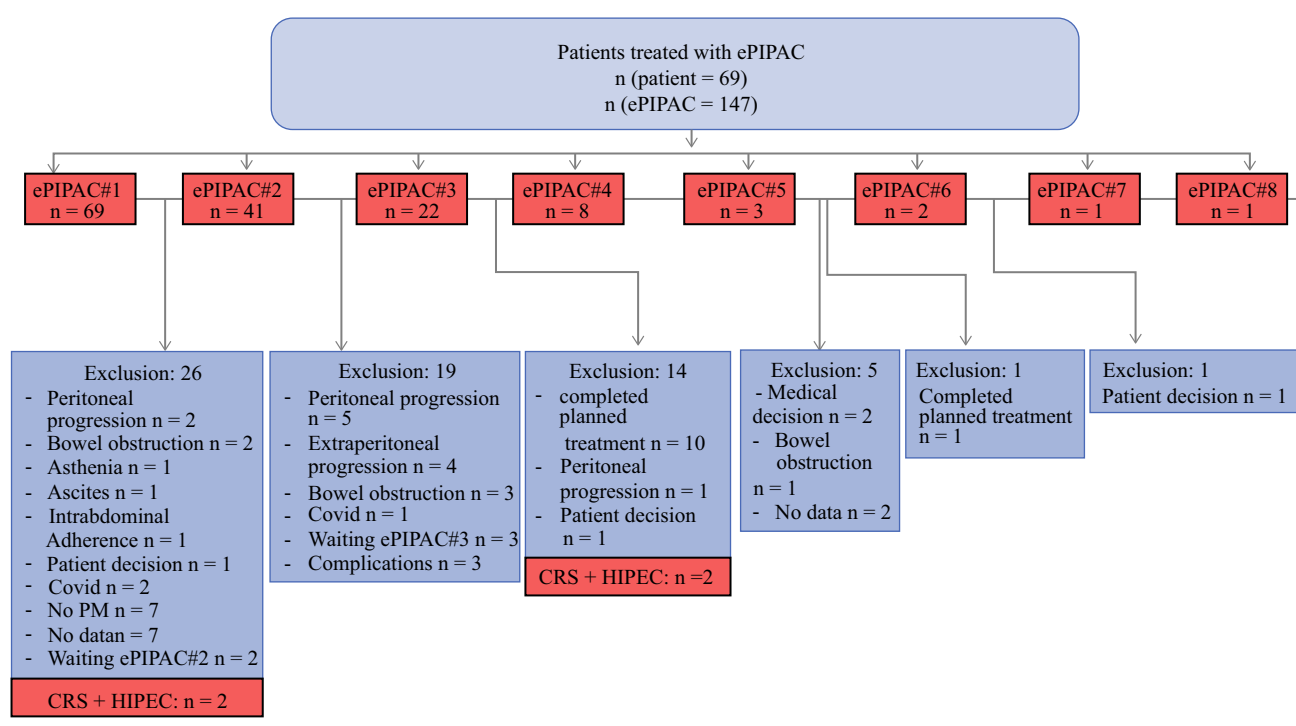 Patients treated with ePIPAC
n (patient = 69)
n (ePIPAC = 147)
ePIPAC#1
n = 69
ePIPAC#2
n = 41
ePIPAC#3
n = 22
ePIPAC#4
n = 8
ePIPAC#5
n = 3
ePIPAC#6
n = 2
ePIPAC#7
n = 1
ePIPAC#8
n = 1
Exclusion: 26
- Peritoneal
progression n = 2
- Bowel obstruction n = 2
- Asthenia n = 1
- Ascites n = 1
- Intrabdominal
Adherence n = 1
- Patient decision n = 1
- Covid n = 2
- No PM n = 7
- No datan = 7
- Waiting ePIPAC#2 n = 2
CRS + HIPEC: n = 2
Exclusion: 19
- Peritoneal progression
n = 5
- Extraperitoneal
progression n = 4
- Bowel obstruction n = 3
- Covid n = 1
- Waiting ePIPAC#3 n = 3
- Complications n = 3
Exclusion: 14
- completed
planned
treatment n = 10
- Peritoneal
progression n = 1
- Patient decision
n = 1
CRS + HIPEC: n =2
Exclusion: 5
- Medical
decision n = 2
- Bowel
obstruction
n = 1
- No data n = 2
Exclusion: 1
Completed
planned treatment
n = 1
Exclusion: 1
Patient decision n = 1